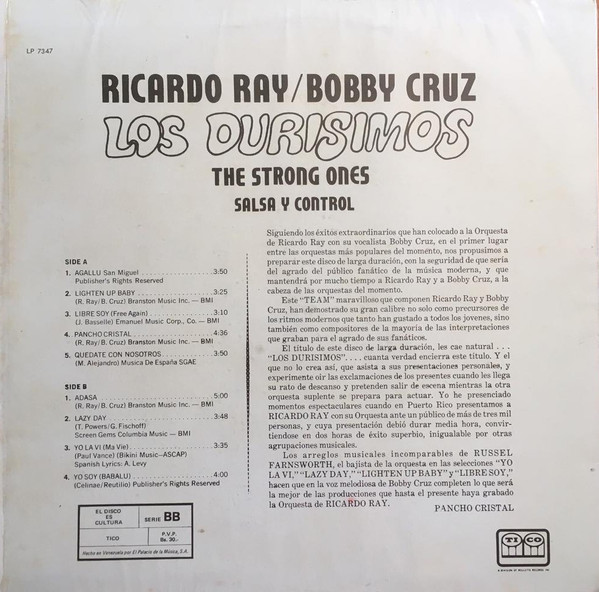 LP 7347
RICARDO RAY/BOBBY CRUZ
LOS DURISIMOS
THE STRONG ONES
SALSA Y CONTROL
SIDE A
1. AGALLU San Miguel ..................3:50
Publisher's Rights Reserved
2. LIGHTEN UP BABY ..................3:25
(R. Ray/B. Cruz) Branston Music Inc. — BMI
3. LIBRE SOY (Free Again) ..................3:10
(J. Basselle) Emanuel Music Corp., Co. — BMI
4. PANCHO CRISTAL ..................4:36
(R. Ray/B. Cruz) Branston Music Inc. — BMI
5. QUEDATE CON NOSOTROS ..................3:50
(M. Alejandro) Musica De España SGAE
SIDE B
1. ADASA ..................5:00
(R. Ray/B. Cruz) Branston Music Inc. — BMI
2. LAZY DAY ..................3:48
(T. Powers/G. Fischoff)
Screen Gems Columbia Music — BMI
3. YO LA VI (Ma Vie) ..................3:35
(Paul Vance) (Bikini Music-ASCAP)
Spanish Lyrics: A. Levy
4. YO SOY (BABALU) ..................4:00
(Celinae/Reutilio) Publisher's Rights Reserved
Siguiendo los éxitos extraordinarios que han colocado a la Orquesta
de Ricardo Ray con su vocalista Bobby Cruz, en el primer lugar
entre las orquestas más populares del momento, nos propusimos a
preparar este disco de larga duración, con la seguridad de que sería
del agrado del público fanático de la música moderna, y que
mantendrá por mucho tiempo a Ricardo Ray y a Bobby Cruz, a la
cabeza de las orquestas del momento.
Este "TEAM" maravilloso que componen Ricardo Ray y Bobby
Cruz, han demostrado su gran calibre no solo como precursores de
los ritmos modernos que tanto han gustado a todos los jovenes, sino
también como compositores de la mayoría de las interpretaciones
que graban para el agrado de sus fanáticos.
El título de este disco de larga duración, les cae natural . . .
"LOS DURISIMOS" . . . . cuanta verdad encierra este título. Y el
que no lo crea así, que asista a sus presentaciones personales, y
experimente oir las exclamaciones de los presentes cuando les llega
su rato de descanso y pretenden salir de escena mientras la otra
orquesta suplente se prepara para actuar. Yo he presenciado
momentos espectaculares cuando en Puerto Rico presentamos a
RICARDO RAY con su Orquesta ante un público de más de tres mil
personas, y cuya presentación debió durar media hora, convir-
tiéndose en dos horas de éxito superbio, inigualable por otras
agrupaciones musicales.
Los arreglos musicales incomparables de RUSSEL
FARNSWORTH, el bajista de la orquesta en las selecciones "YO
LA VI," "LAZY DAY," "LIGHTEN UP BABY" y "LIBRE SOY,"
hacen que en la voz melodiosa de Bobby Cruz completen lo que será
la mejor de las producciones que hasta el presente haya grabado
la Orquesta de RICARDO RAY.
PANCHO CRISTAL
EL DISCO
ES
CULTURA
SERIE BB
TICO
P.V.P.
Bs. 30.
Hecho en Venezuela por El Palacio de la Música, S.A.
TICO
A DIVISION OF ROULETTE RECORDS, INC.